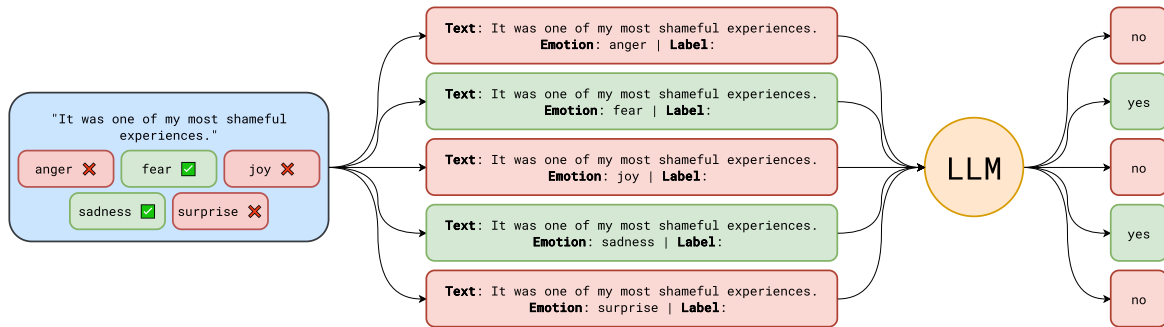 "It was one of my most shameful
experiences."
anger ❌ fear ✅ joy ❌
sadness ✅ surprise ❌
Text: It was one of my most shameful experiences.
Emotion: anger | Label:
Text: It was one of my most shameful experiences.
Emotion: fear | Label:
Text: It was one of my most shameful experiences.
Emotion: joy | Label:
Text: It was one of my most shameful experiences.
Emotion: sadness | Label:
Text: It was one of my most shameful experiences.
Emotion: surprise | Label:
LLM
no
yes
no
yes
no